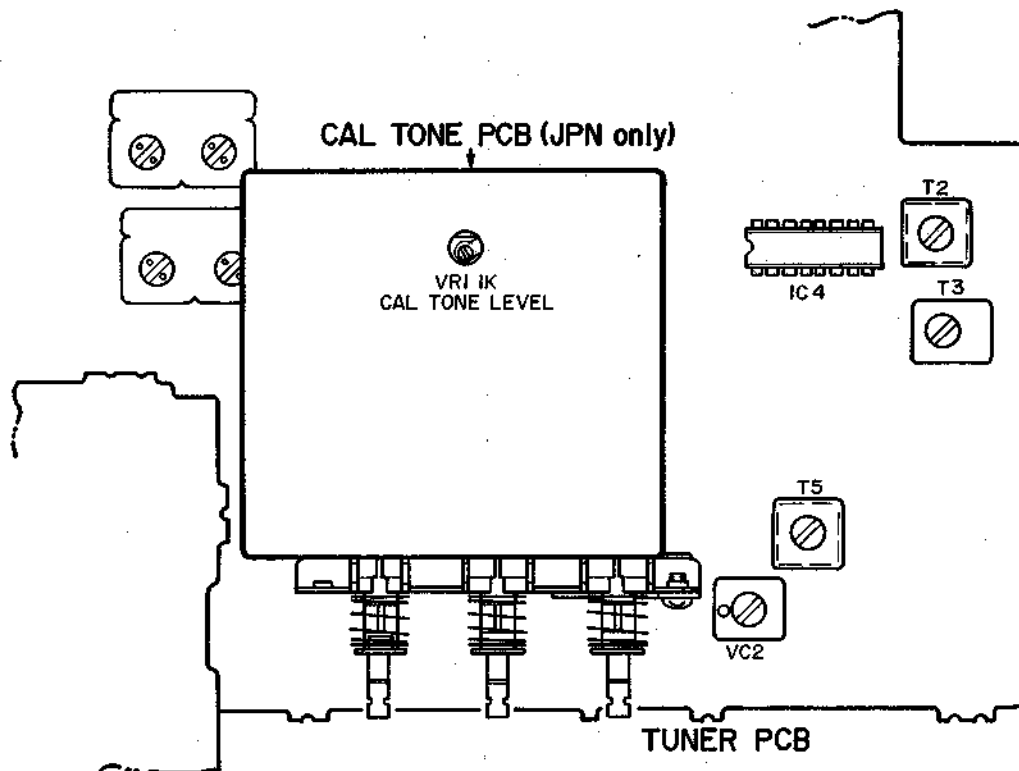 CAL TONE PCB (JPN only)
T2
VR1 1K
CAL TONE LEVEL
IC4
T3
T5
VC2
TUNER PCB